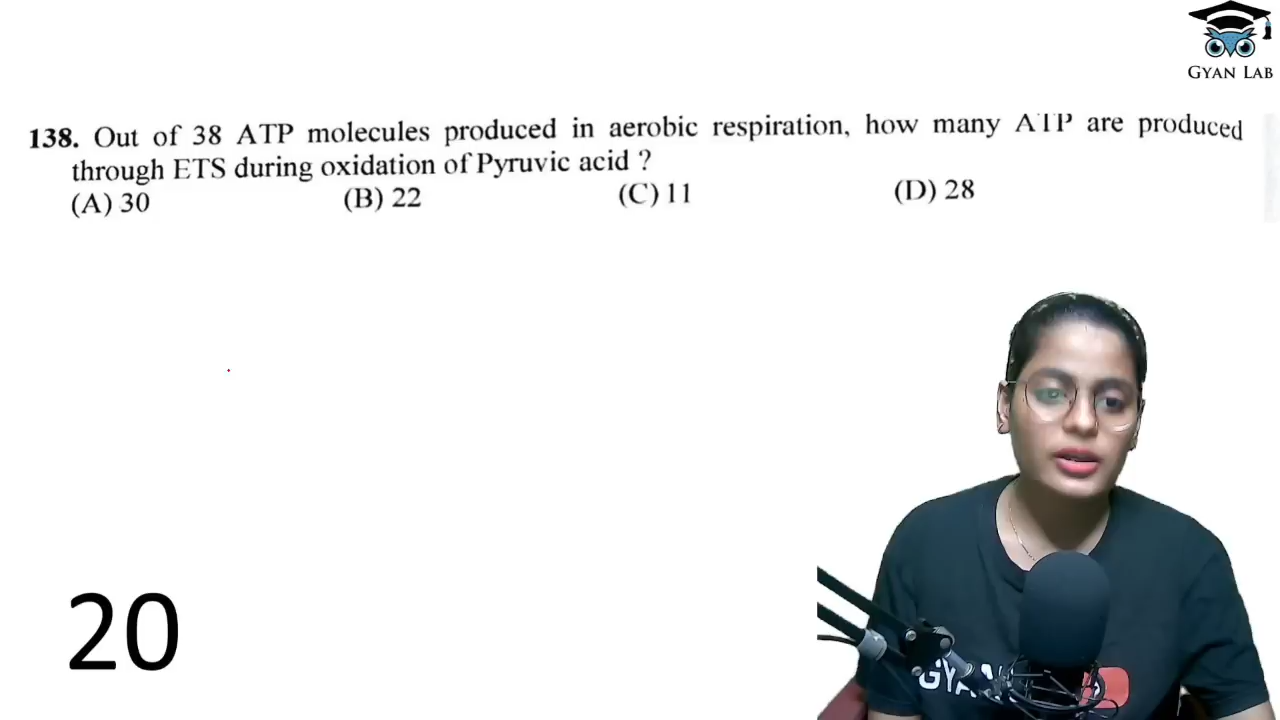 GYAN LAB
138. Out of 38 ATP molecules produced in aerobic respiration, how many ATP are produced
through ETS during oxidation of Pyruvic acid ?
(A) 30 (B) 22 (C) 11 (D) 28
20